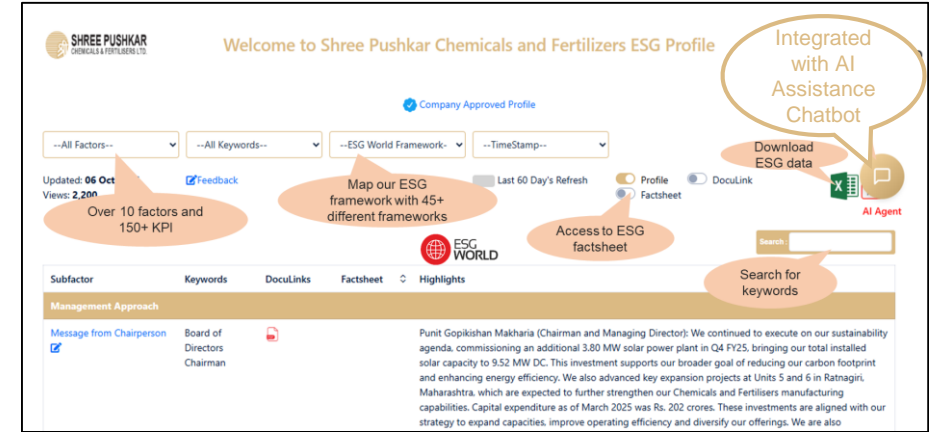 SHREE PUSHKAR
CHEMICALS & FERTILISERS LTD.
Welcome to Shree Pushkar Chemicals and Fertilizers ESG Profile
Integrated
with AI
Assistance
Chatbot
Company Approved Profile
--All Factors--
--All Keywords--
--ESG World Framework-
--TimeStamp--
Download
ESG data
Updated: 06 Oct
Feedback
Last 60 Day's Refresh
Profile
DocuLink
Views: 2,200
Factsheet
AI Agent
Over 10 factors and
150+ KPI
Map our ESG
framework with 45+
different frameworks
Access to ESG
factsheet
ESG
WORLD
Search :
Search for
keywords
Subfactor
Keywords
DocuLinks
Factsheet
Highlights
Management Approach
Message from Chairperson
Board of
Directors
Chairman
Punit Gopikishan Makharia (Chairman and Managing Director): We continued to execute on our sustainability
agenda, commissioning an additional 3.80 MW solar power plant in Q4 FY25, bringing our total installed
solar capacity to 9.52 MW DC. This investment supports our broader goal of reducing our carbon footprint
and enhancing energy efficiency. We also advanced key expansion projects at Units 5 and 6 in Ratnagiri,
Maharashtra, which are expected to further strengthen our Chemicals and Fertilisers manufacturing
capabilities. Capital expenditure as of March 2025 was Rs. 202 crores. These investments are aligned with our
strategy to expand capacities, improve operating efficiency and diversify our offerings. We are also